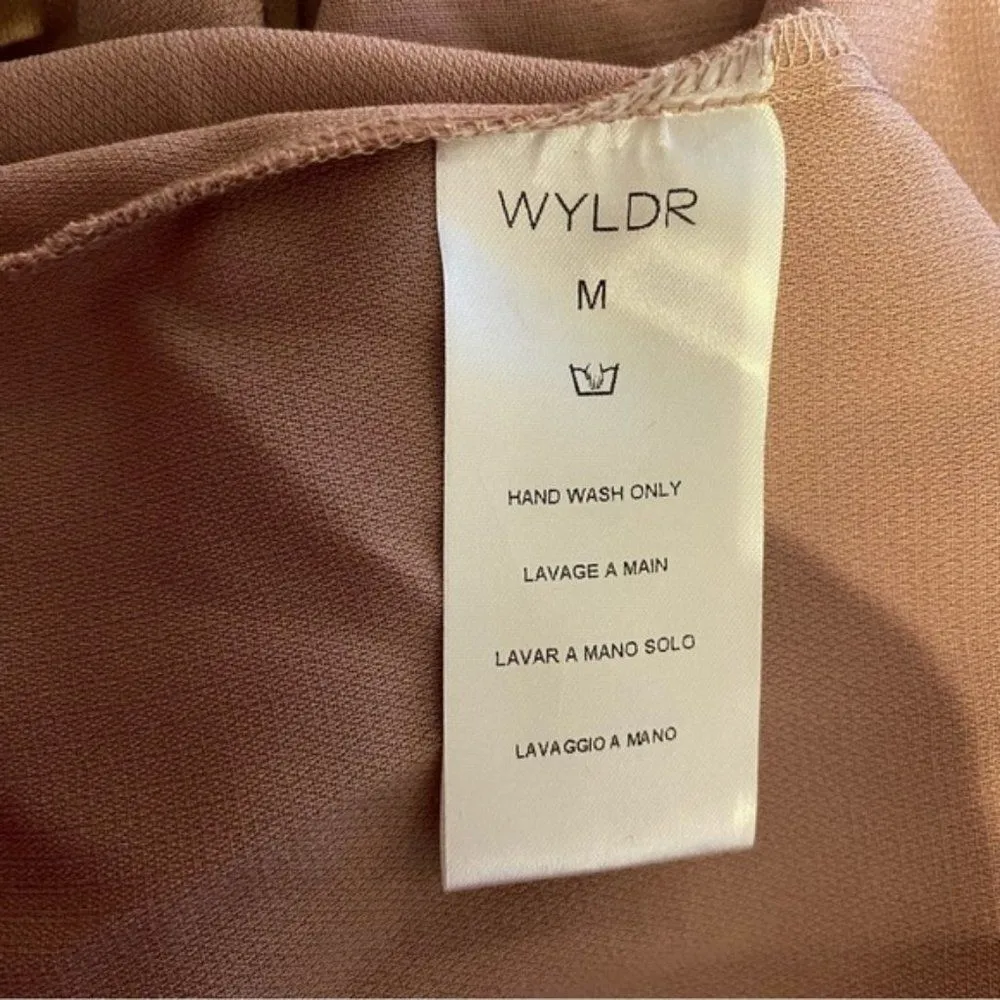 WYLDR
M
HAND WASH ONLY
LAVAGE A MAIN
LAVAR A MANO SOLO
LAVAGGIO A MANO